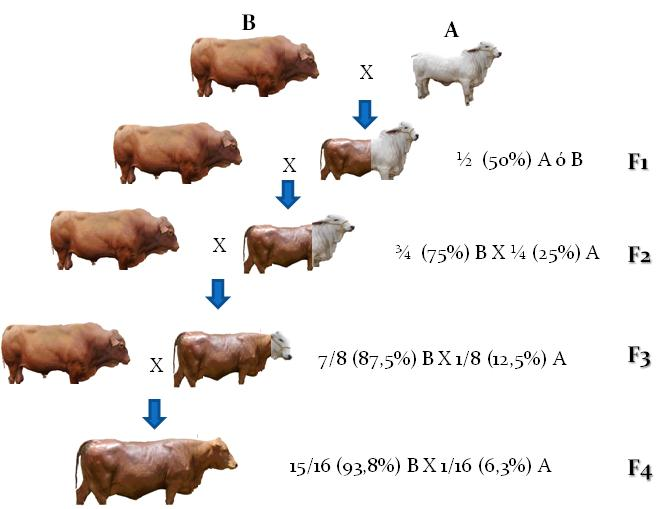 B
A
X
X
½ (50%) A ó B
F1
X
¾ (75%) B X ¼ (25%) A
F2
X
7/8 (87,5%) B X 1/8 (12,5%) A
F3
15/16 (93,8%) B X 1/16 (6,3%) A
F4